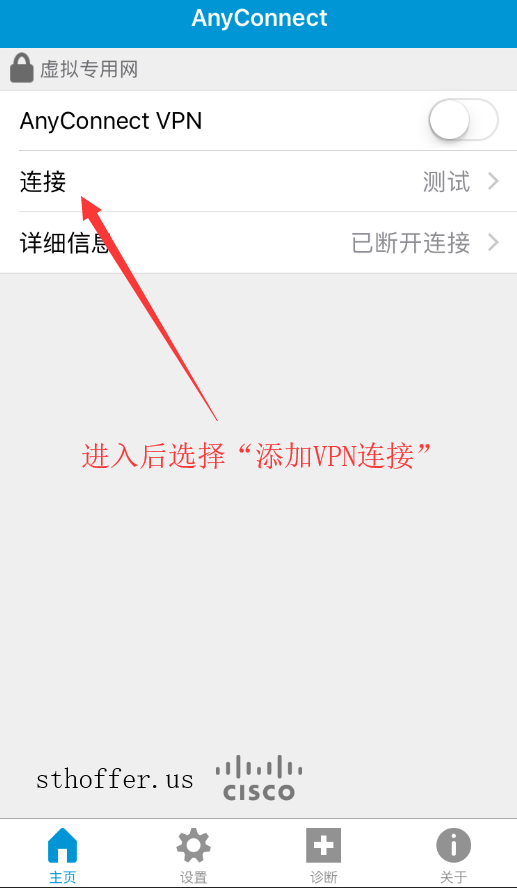 AnyConnect
虚拟专用网
AnyConnect VPN
连接 测试
详细信息 已断开连接
进入后选择“添加VPN连接”
sthoffer.us
CISCO
主页 设置 诊断 关于